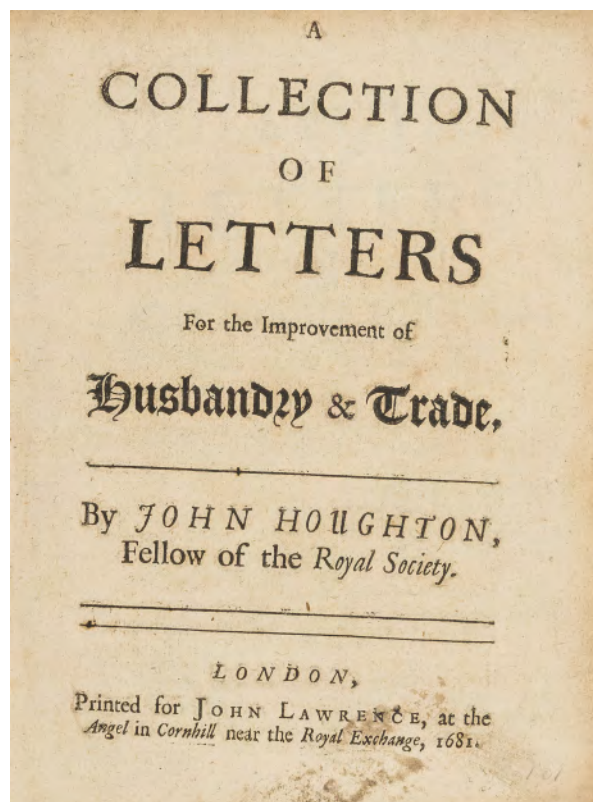 A
COLLECTION
OF
LETTERS
For the Improvement of
Husbandry & Trade.
By JOHN HOUGHTON,
Fellow of the Royal Society.
LONDON,
Printed for JOHN LAWRENCE, at the
Angel in Cornhill near the Royal Exchange, 1681.